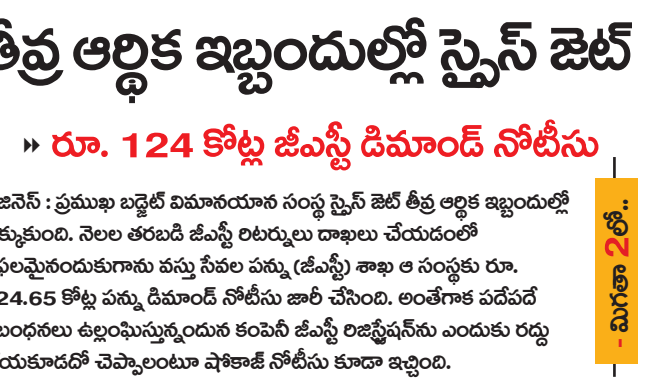 తీవ్ర ఆర్థిక ఇబ్బందుల్లో స్పైస్ జెట్
రూ. 124 కోట్ల జీఎస్టీ డిమాండ్ నోటీసు
జినెస్ : ప్రముఖ బడ్జెట్ విమానయాన సంస్థ స్పైస్ జెట్ తీవ్ర ఆర్థిక ఇబ్బందుల్లో
క్కుకుంది. నెలల తరబడి జీఎస్టీ రిటర్నులు దాఖలు చేయడంలో
ఫలమైనందుకుగాను వస్తు సేవల పన్ను (జీఎస్టీ) శాఖ ఆ సంస్థకు రూ.
24.65 కోట్ల పన్ను డిమాండ్ నోటీసు జారీ చేసింది. అంతేగాక పదేపదే
బంధనలు ఉల్లంఘిస్తున్నందున కంపెనీ జీఎస్టీ రిజిస్ట్రేషన్‌ను ఎందుకు రద్దు
యకూడదో చెప్పాలంటూ షోకాజ్ నోటీసు కూడా ఇచ్చింది.
- మిగతా 2లో..